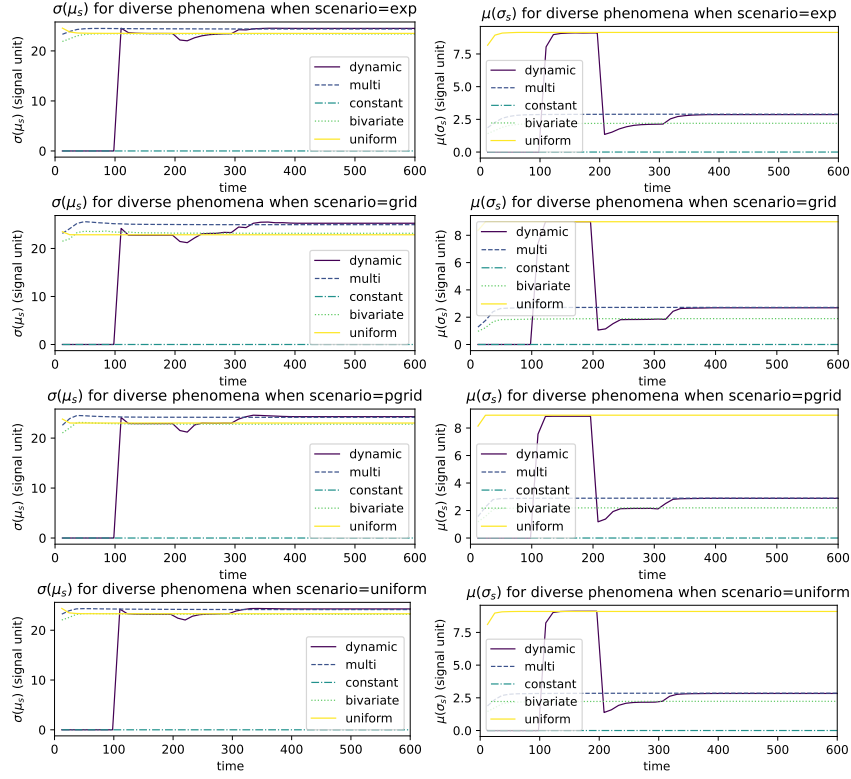 σ(μₛ) for diverse phenomena when scenario=exp
σ(μₛ) (signal unit)
20
10
0
dynamic
multi
constant
bivariate
uniform
0 100 200 300 400 500 600
time
μ(σₛ) for diverse phenomena when scenario=exp
μ(σₛ) (signal unit)
7.5
5.0
2.5
0.0
dynamic
multi
constant
bivariate
uniform
0 100 200 300 400 500 600
time
σ(μₛ) for diverse phenomena when scenario=grid
σ(μₛ) (signal unit)
20
10
0
dynamic
multi
constant
bivariate
uniform
0 100 200 300 400 500 600
time
μ(σₛ) for diverse phenomena when scenario=grid
μ(σₛ) (signal unit)
8
6
4
2
0
dynamic
multi
constant
bivariate
uniform
0 100 200 300 400 500 600
time
σ(μₛ) for diverse phenomena when scenario=pgrid
σ(μₛ) (signal unit)
20
10
0
dynamic
multi
constant
bivariate
uniform
0 100 200 300 400 500 600
time
μ(σₛ) for diverse phenomena when scenario=pgrid
μ(σₛ) (signal unit)
8
6
4
2
0
dynamic
multi
constant
bivariate
uniform
0 100 200 300 400 500 600
time
σ(μₛ) for diverse phenomena when scenario=uniform
σ(μₛ) (signal unit)
20
10
0
dynamic
multi
constant
bivariate
uniform
0 100 200 300 400 500 600
time
μ(σₛ) for diverse phenomena when scenario=uniform
μ(σₛ) (signal unit)
7.5
5.0
2.5
0.0
dynamic
multi
constant
bivariate
uniform
0 100 200 300 400 500 600
time